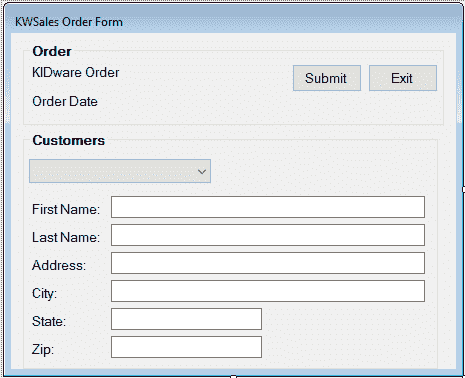 KWSales Order Form
Order
KIDware Order
Submit
Exit
Order Date
Customers
First Name:
Last Name:
Address:
City:
State:
Zip: